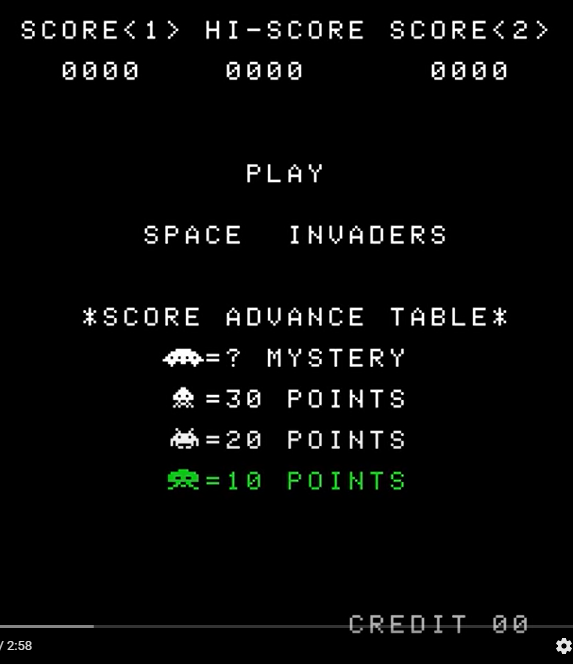 SCORE<1> HI-SCORE SCORE<2>
0000 0000 0000
PLAY
SPACE INVADERS
*SCORE ADVANCE TABLE*
=? MYSTERY
=30 POINTS
=20 POINTS
=10 POINTS
CREDIT 00
/ 2:58